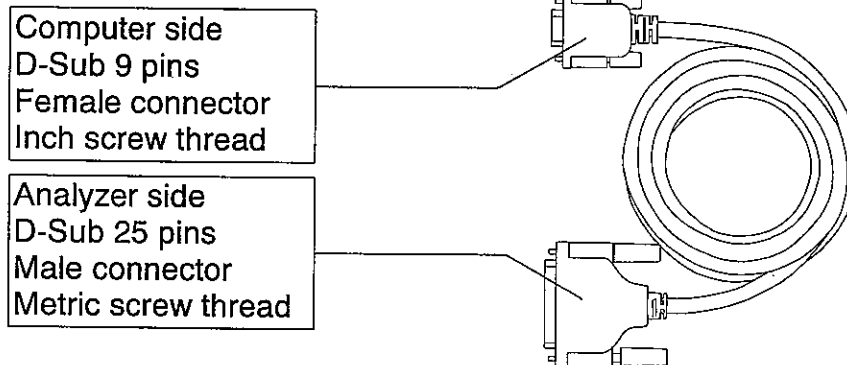 Computer side
D-Sub 9 pins
Female connector
Inch screw thread
Analyzer side
D-Sub 25 pins
Male connector
Metric screw thread